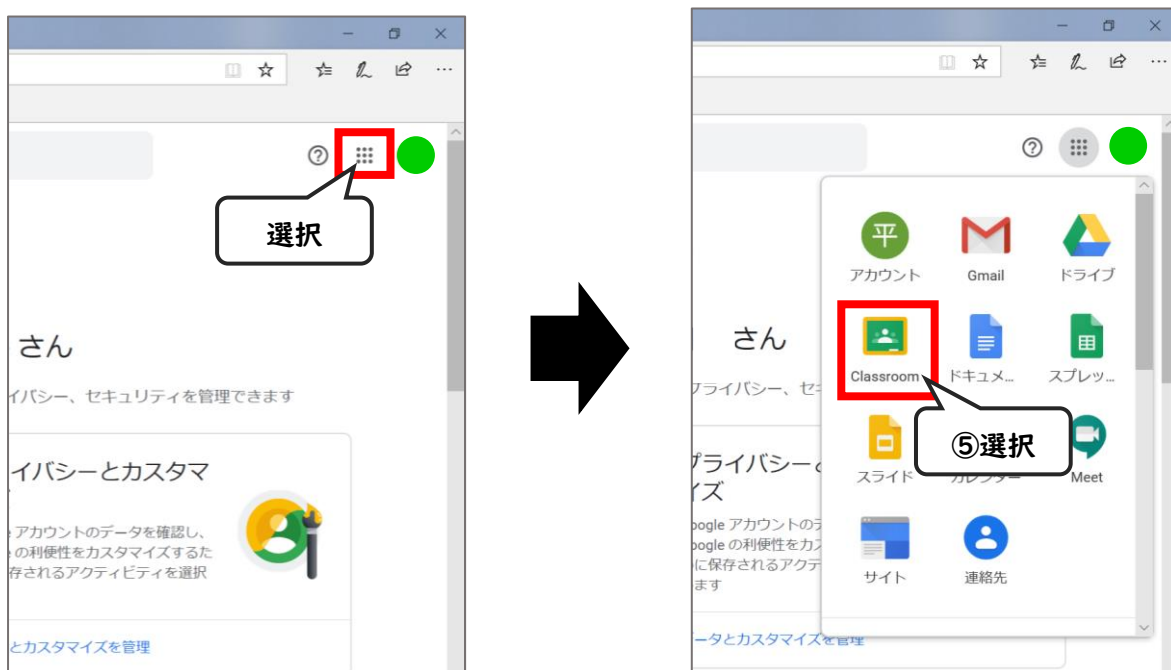 選択
さん
イバシー、セキュリティを管理できます
イバシーとカスタマ
アカウントのデータを確認し、
の利便性をカスタマイズするた
存されるアクティビティを選択
とカスタマイズを管理
平
アカウント
Gmail
ドライブ
さん
Classroom
ドキュメ...
スプレッ...
プライバシー、セ
⑤選択
プライバシー
イズ
スライド
カレンダー
Meet
oogle アカウントのデ
oogle の利便性をカス
に保存されるアクテ
ます
サイト
連絡先
ータとカスタマイズを管理